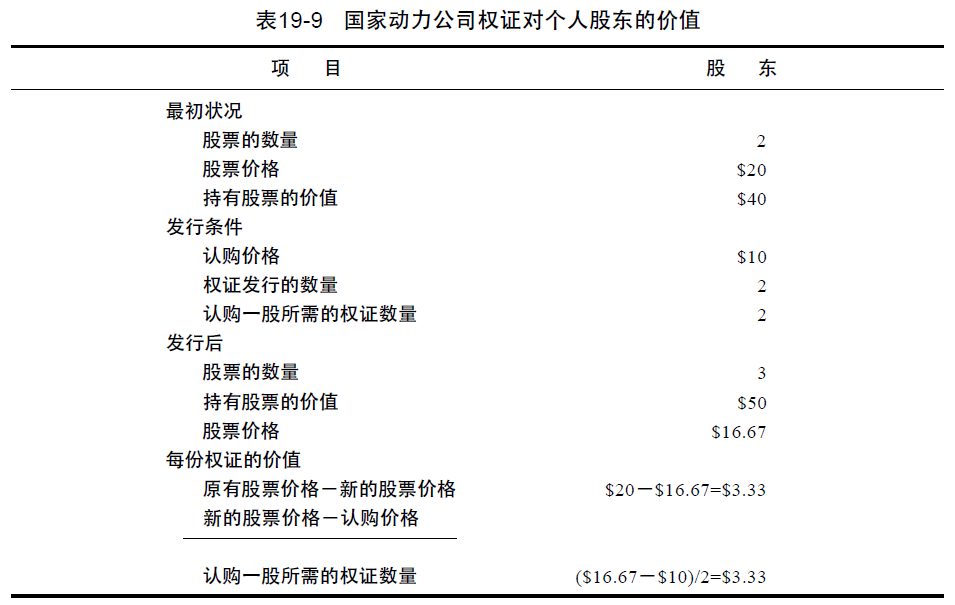 表19-9 国家动力公司权证对个人股东的价值
项 目 股 东
最初状况
股票的数量 2
股票价格 $20
持有股票的价值 $40
发行条件
认购价格 $10
权证发行的数量 2
认购一股所需的权证数量 2
发行后
股票的数量 3
持有股票的价值 $50
股票价格 $16.67
每份权证的价值
原有股票价格－新的股票价格 $20－$16.67=$3.33
新的股票价格－认购价格
认购一股所需的权证数量 ($16.67－$10)/2=$3.33